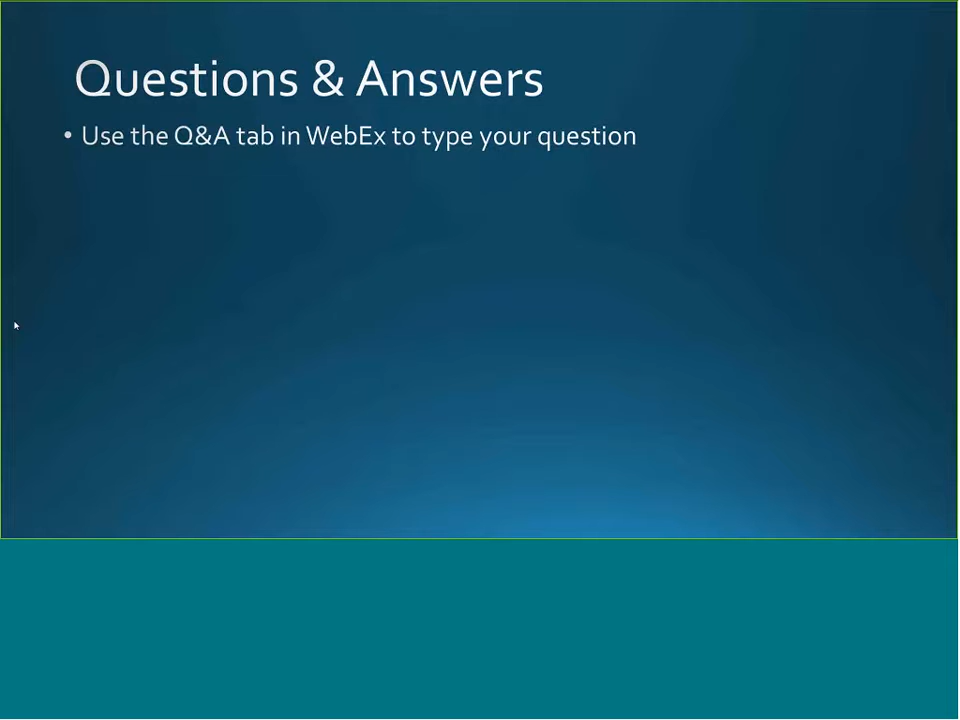 Questions & Answers
• Use the Q&A tab in WebEx to type your question